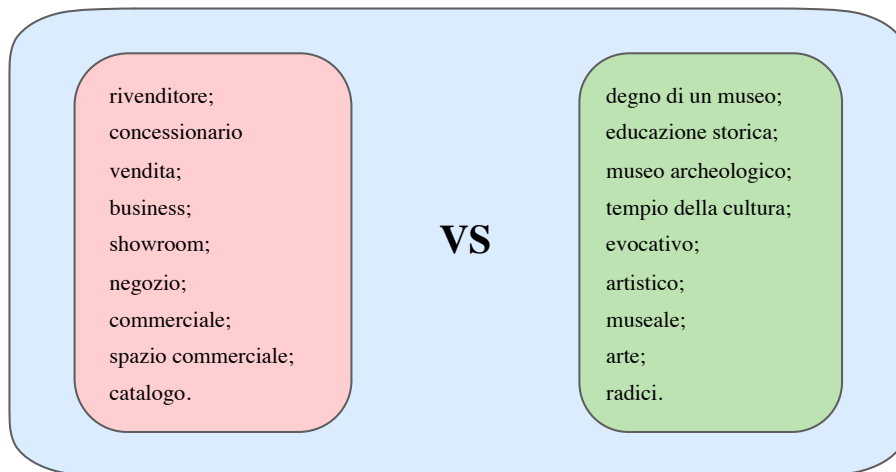 rivenditore;
concessionario
vendita;
business;
showroom;
negozio;
commerciale;
spazio commerciale;
catalogo.
vs
degno di un museo;
educazione storica;
museo archeologico;
tempio della cultura;
evocativo;
artistico;
museale;
arte;
radici.